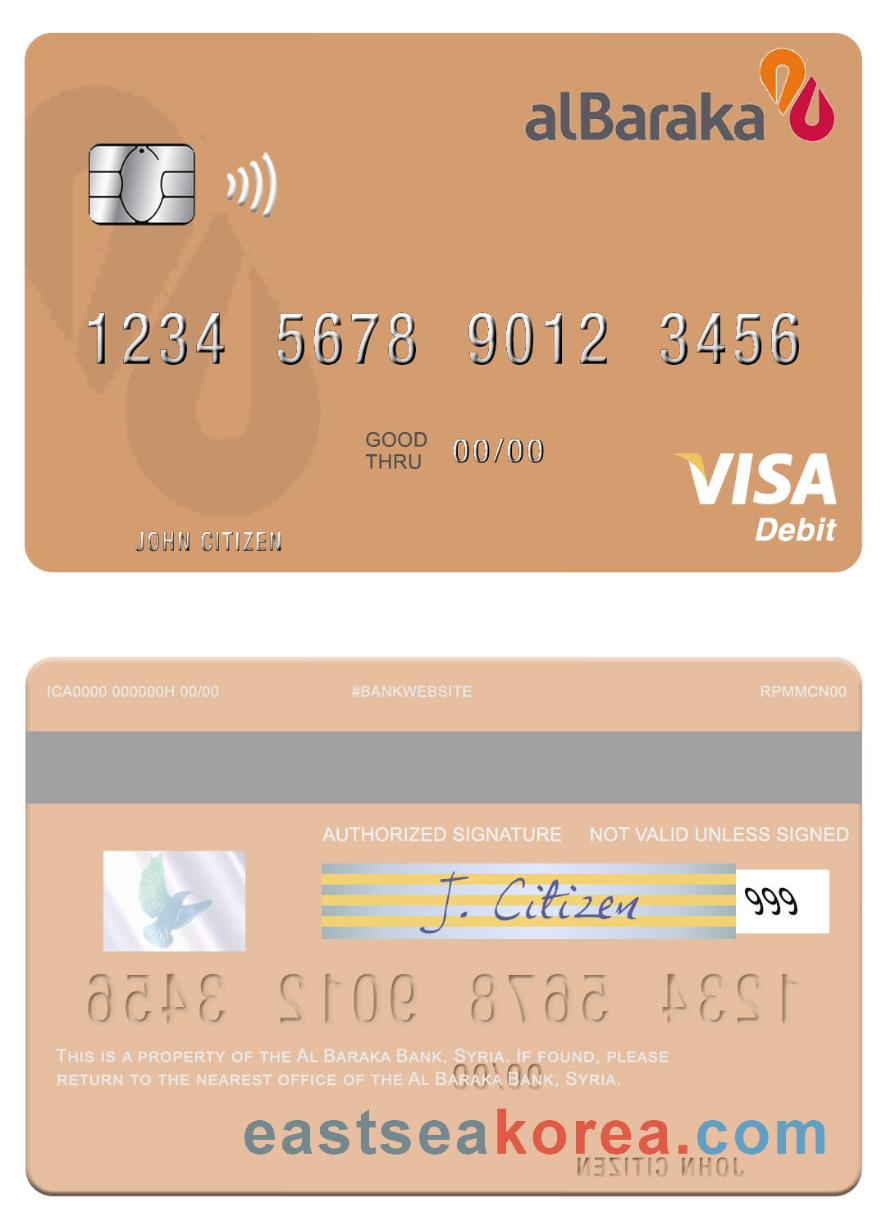 alBaraka
1234 5678 9012 3456
GOOD
THRU 00/00
VISA
Debit
JOHN CITIZEN
ICA0000 000000H 00/00 #BANKWEBSITE RPMMCN00
AUTHORIZED SIGNATURE NOT VALID UNLESS SIGNED
J. Citizen 999
1234 5678 9012 3456
THIS IS A PROPERTY OF THE AL BARAKA BANK, SYRIA. IF FOUND, PLEASE
RETURN TO THE NEAREST OFFICE OF THE AL BARAKA BANK, SYRIA.
00/00
eastseakorea.com
JOHN CITIZEN